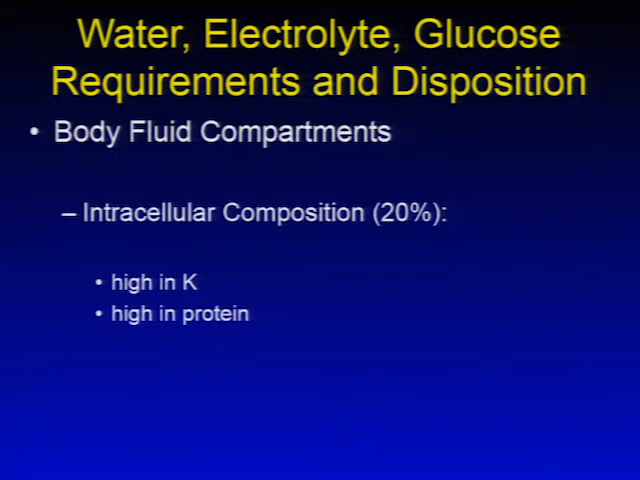 Water, Electrolyte, Glucose
Requirements and Disposition
• Body Fluid Compartments
– Intracellular Composition (20%):
• high in K
• high in protein